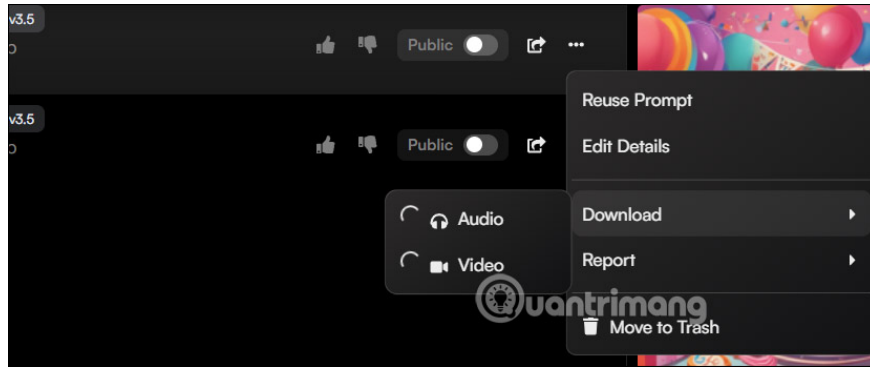 v3.5
Public
v3.5
Public
Reuse Prompt
Edit Details
Download
Report
Move to Trash
Audio
Video
Quantrimang